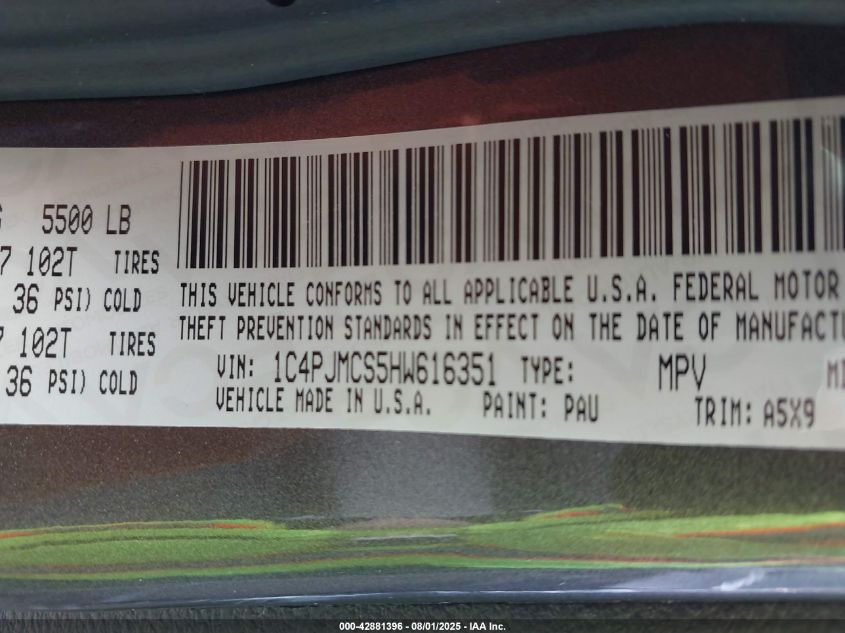 5500 LB
7 102T TIRES
36 PSI) COLD
7 102T TIRES
36 PSI) COLD
THIS VEHICLE CONFORMS TO ALL APPLICABLE U.S.A. FEDERAL MOTOR
THEFT PREVENTION STANDARDS IN EFFECT ON THE DATE OF MANUFACTU
VIN: 1C4PJMCS5HW616351 TYPE: MPV
VEHICLE MADE IN U.S.A. PAINT: PAU TRIM: A5X9
000-42881396 - 08/01/2025 - IAA Inc.